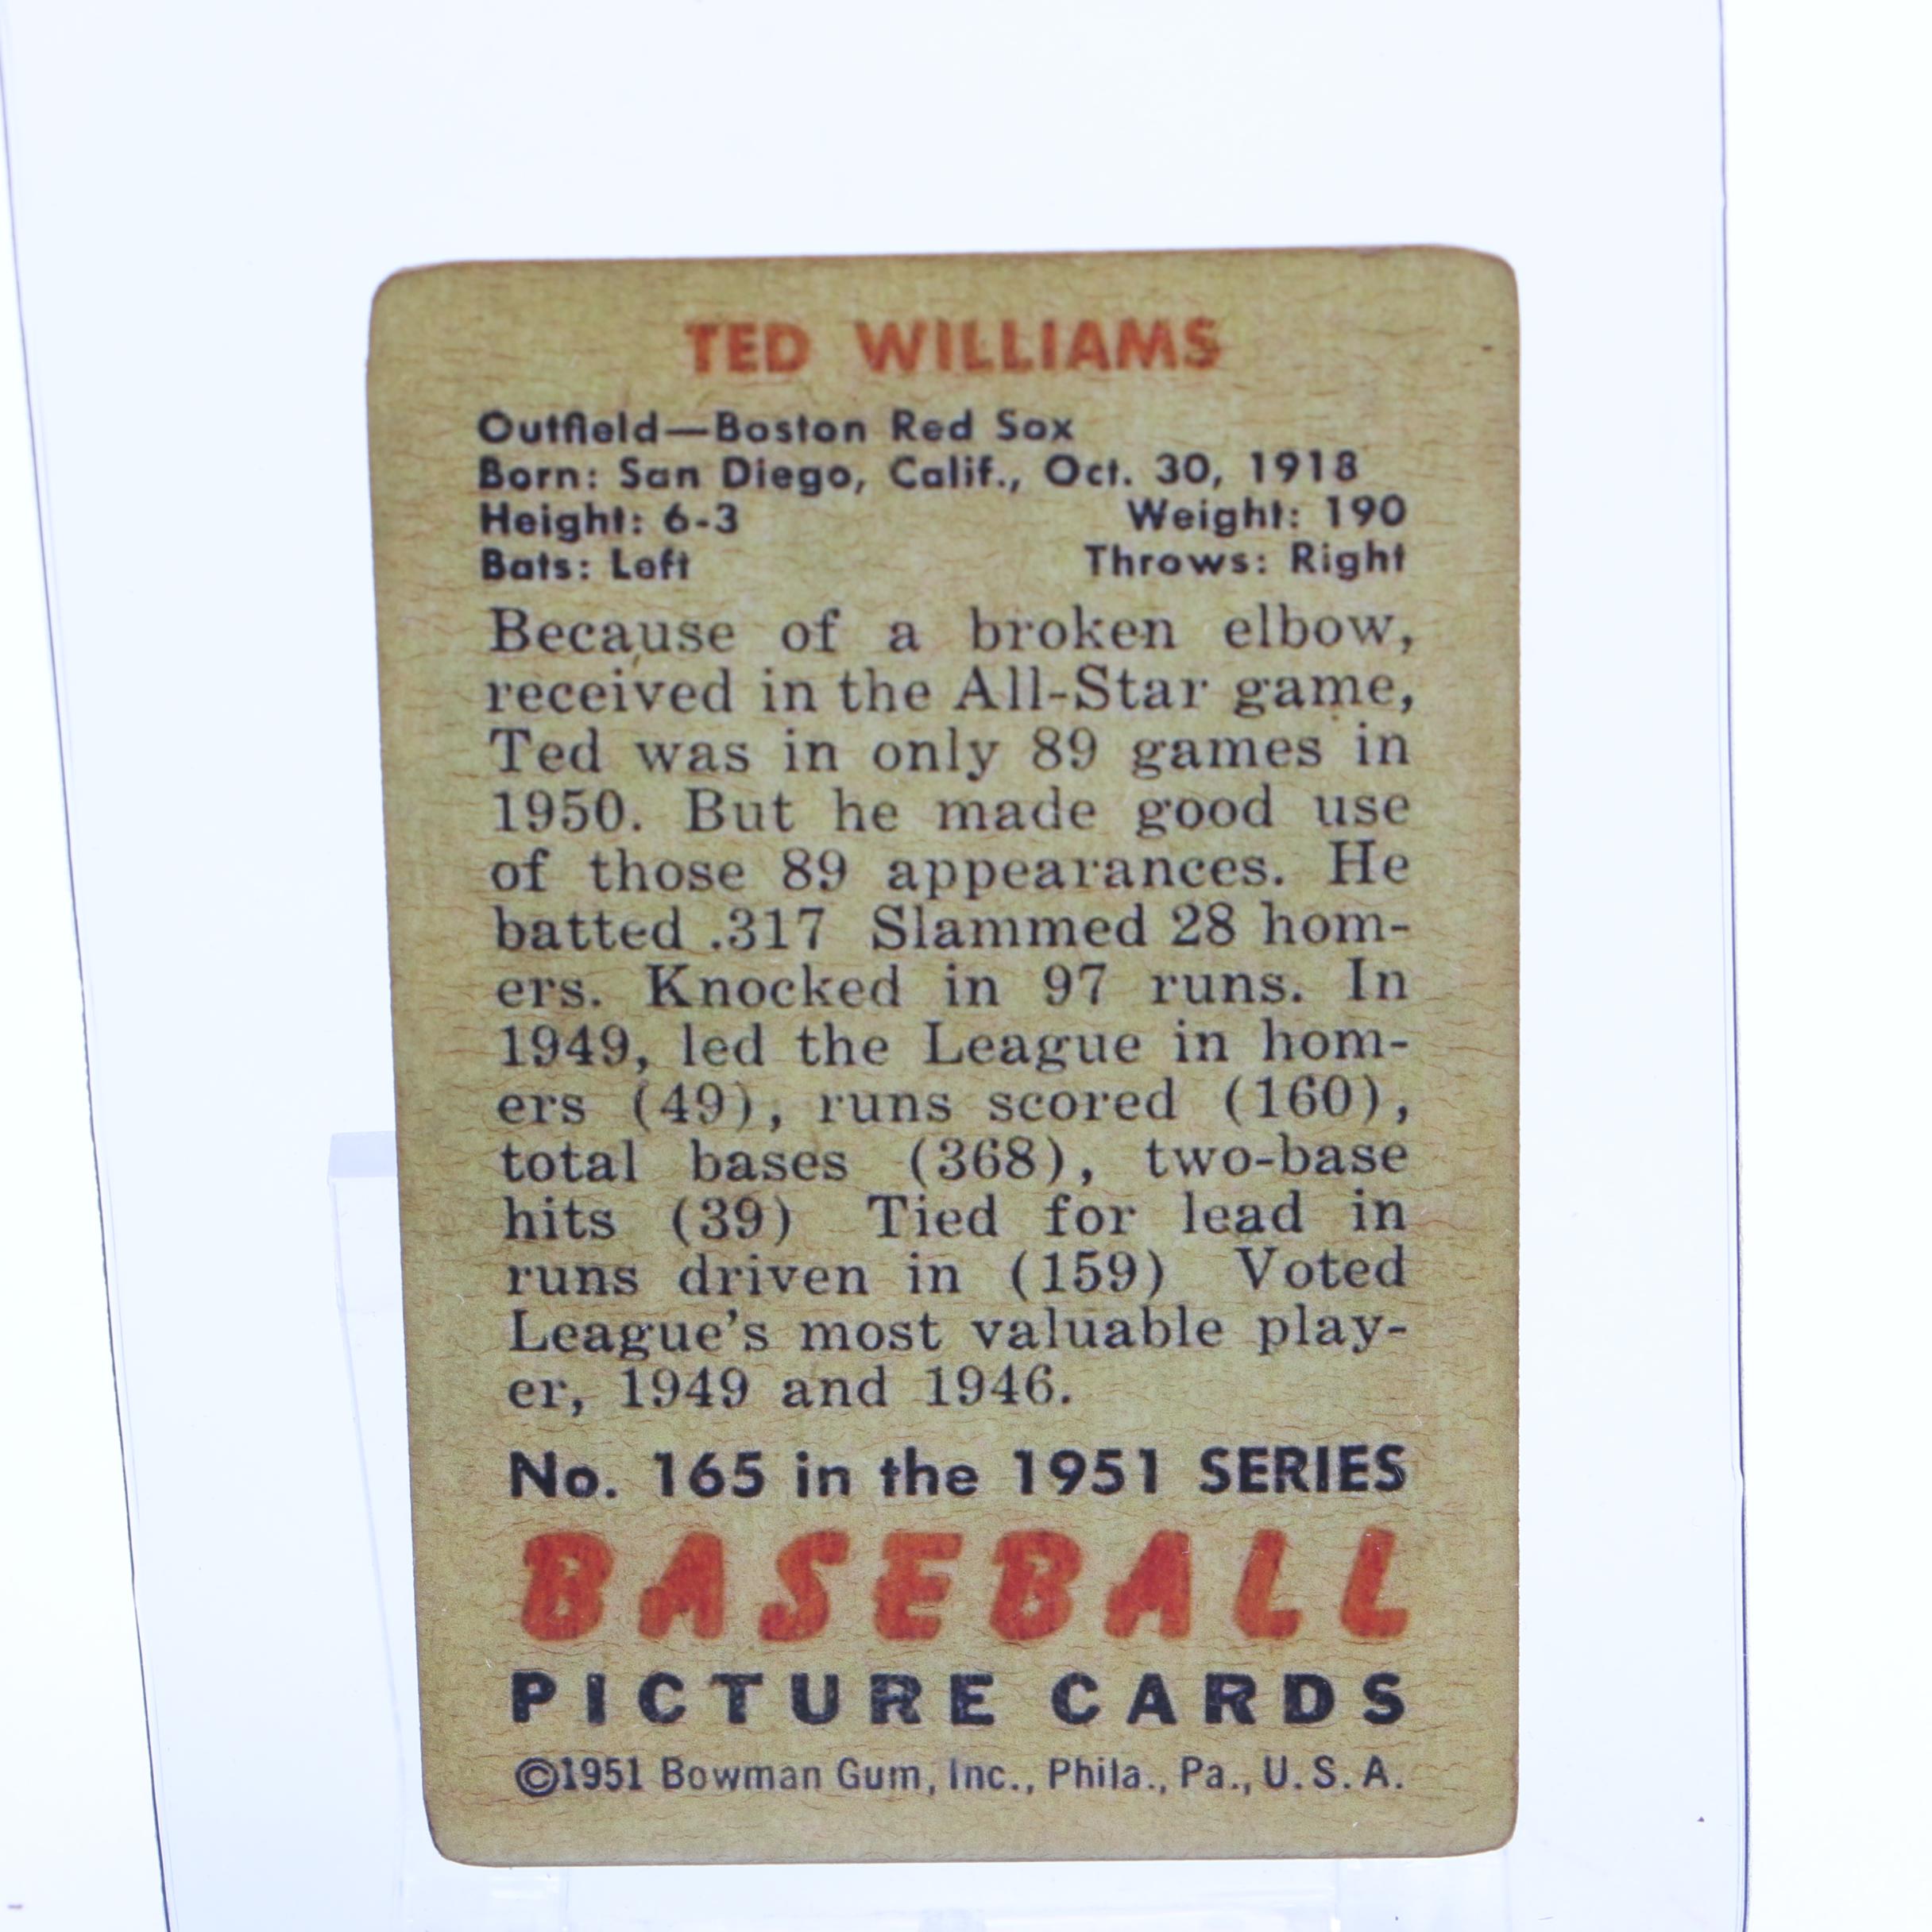 TED WILLIAMS
Outfield—Boston Red Sox
Born: San Diego, Calif., Oct. 30, 1918
Height: 6-3 Weight: 190
Bats: Left Throws: Right
Because of a broken elbow,
received in the All-Star game,
Ted was in only 89 games in
1950. But he made good use
of those 89 appearances. He
batted .317 Slammed 28 hom-
ers. Knocked in 97 runs. In
1949, led the League in hom-
ers (49), runs scored (160),
total bases (368), two-base
hits (39) Tied for lead in
runs driven in (159) Voted
League's most valuable play-
er, 1949 and 1946.
No. 165 in the 1951 SERIES
BASEBALL
PICTURE CARDS
©1951 Bowman Gum, Inc., Phila., Pa., U.S.A.